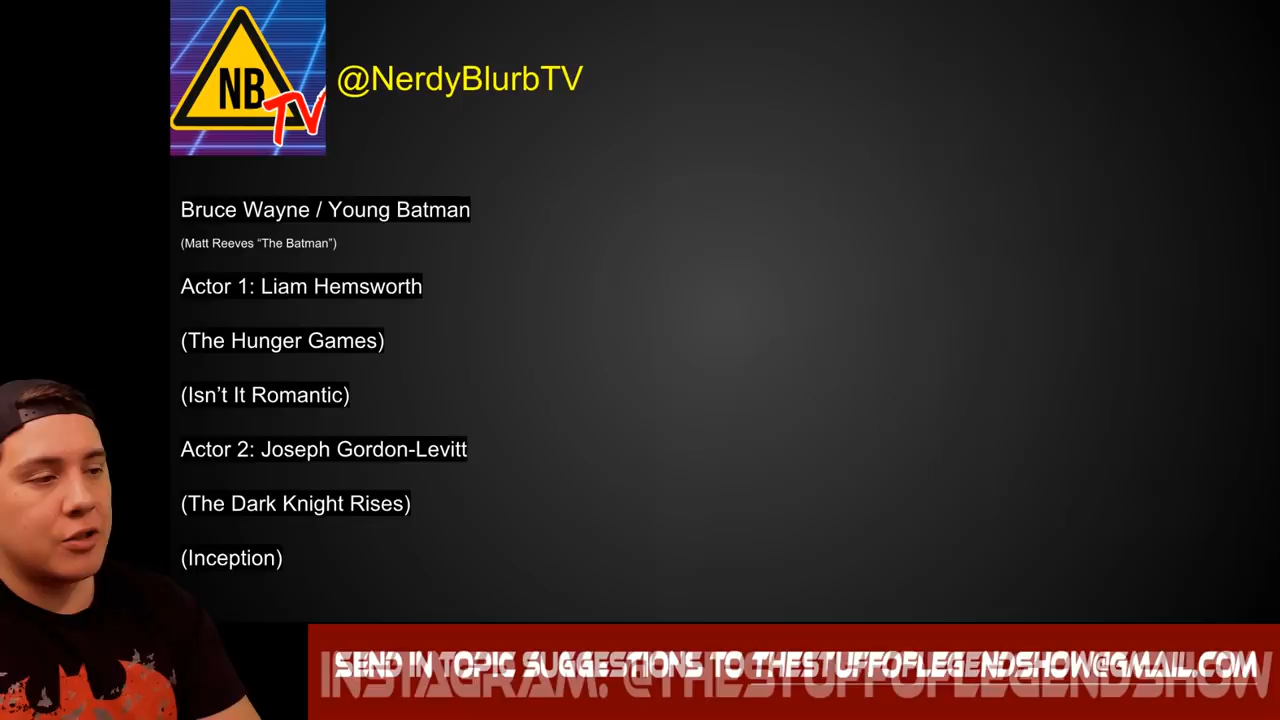 NB
TV
@NerdyBlurbTV
Bruce Wayne / Young Batman
(Matt Reeves “The Batman”)
Actor 1: Liam Hemsworth
(The Hunger Games)
(Isn’t It Romantic)
Actor 2: Joseph Gordon-Levitt
(The Dark Knight Rises)
(Inception)
SEND IN TOPIC SUGGESTIONS TO THESTUFFOFLEGENDSHOW@GMAIL.COM
INSTAGRAM: @THESTUFFOFLEGENDSHOW